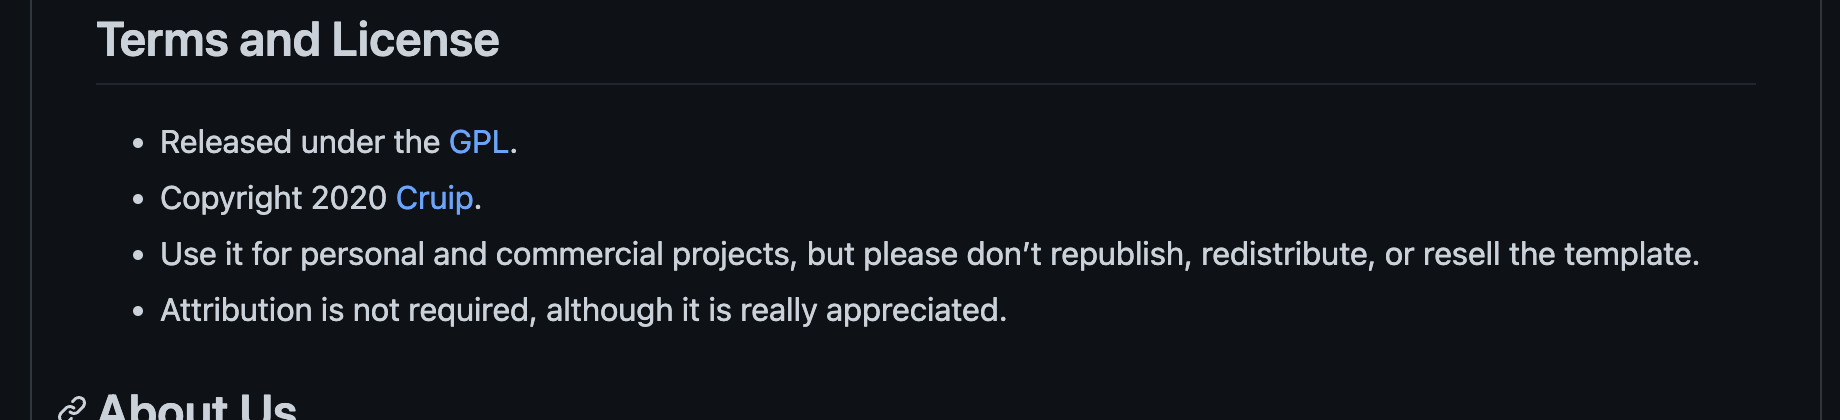 Terms and License
• Released under the GPL.
• Copyright 2020 Cruip.
• Use it for personal and commercial projects, but please don’t republish, redistribute, or resell the template.
• Attribution is not required, although it is really appreciated.
About Us